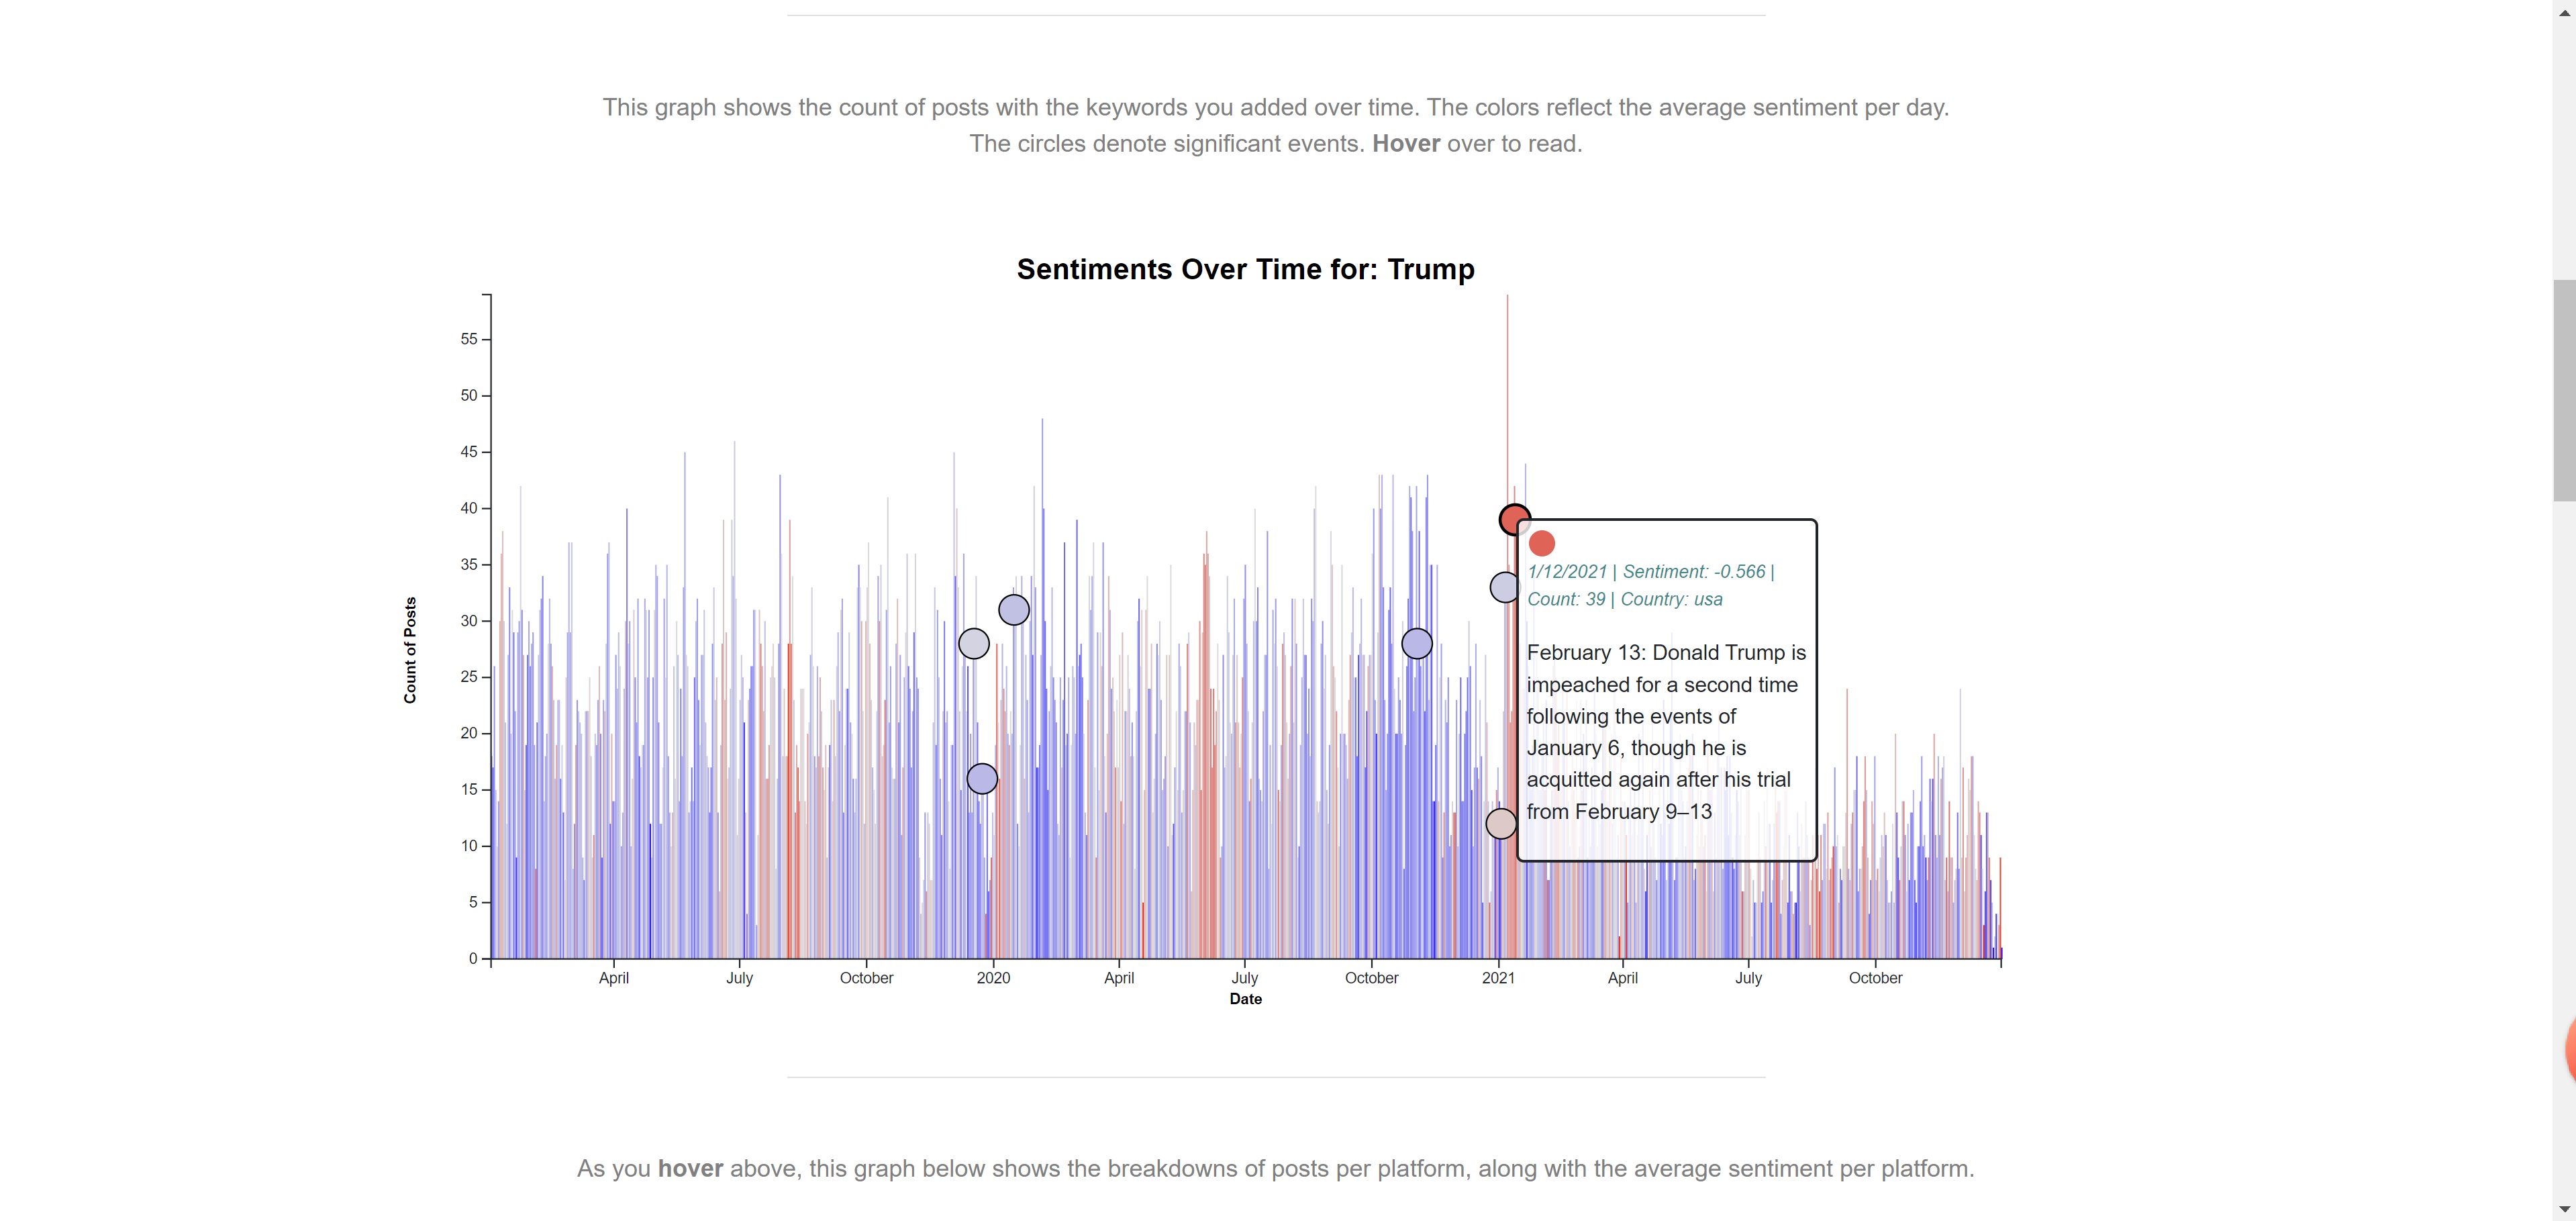 This graph shows the count of posts with the keywords you added over time. The colors reflect the average sentiment per day.
The circles denote significant events. Hover over to read.
Sentiments Over Time for: Trump
55
50
45
40
35
30
25
20
15
10
5
0
Count of Posts
1/12/2021 | Sentiment: -0.566 |
Count: 39 | Country: usa
February 13: Donald Trump is
impeached for a second time
following the events of
January 6, though he is
acquitted again after his trial
from February 9–13
April
July
October
2020
April
July
October
2021
April
July
October
Date
As you hover above, this graph below shows the breakdowns of posts per platform, along with the average sentiment per platform.